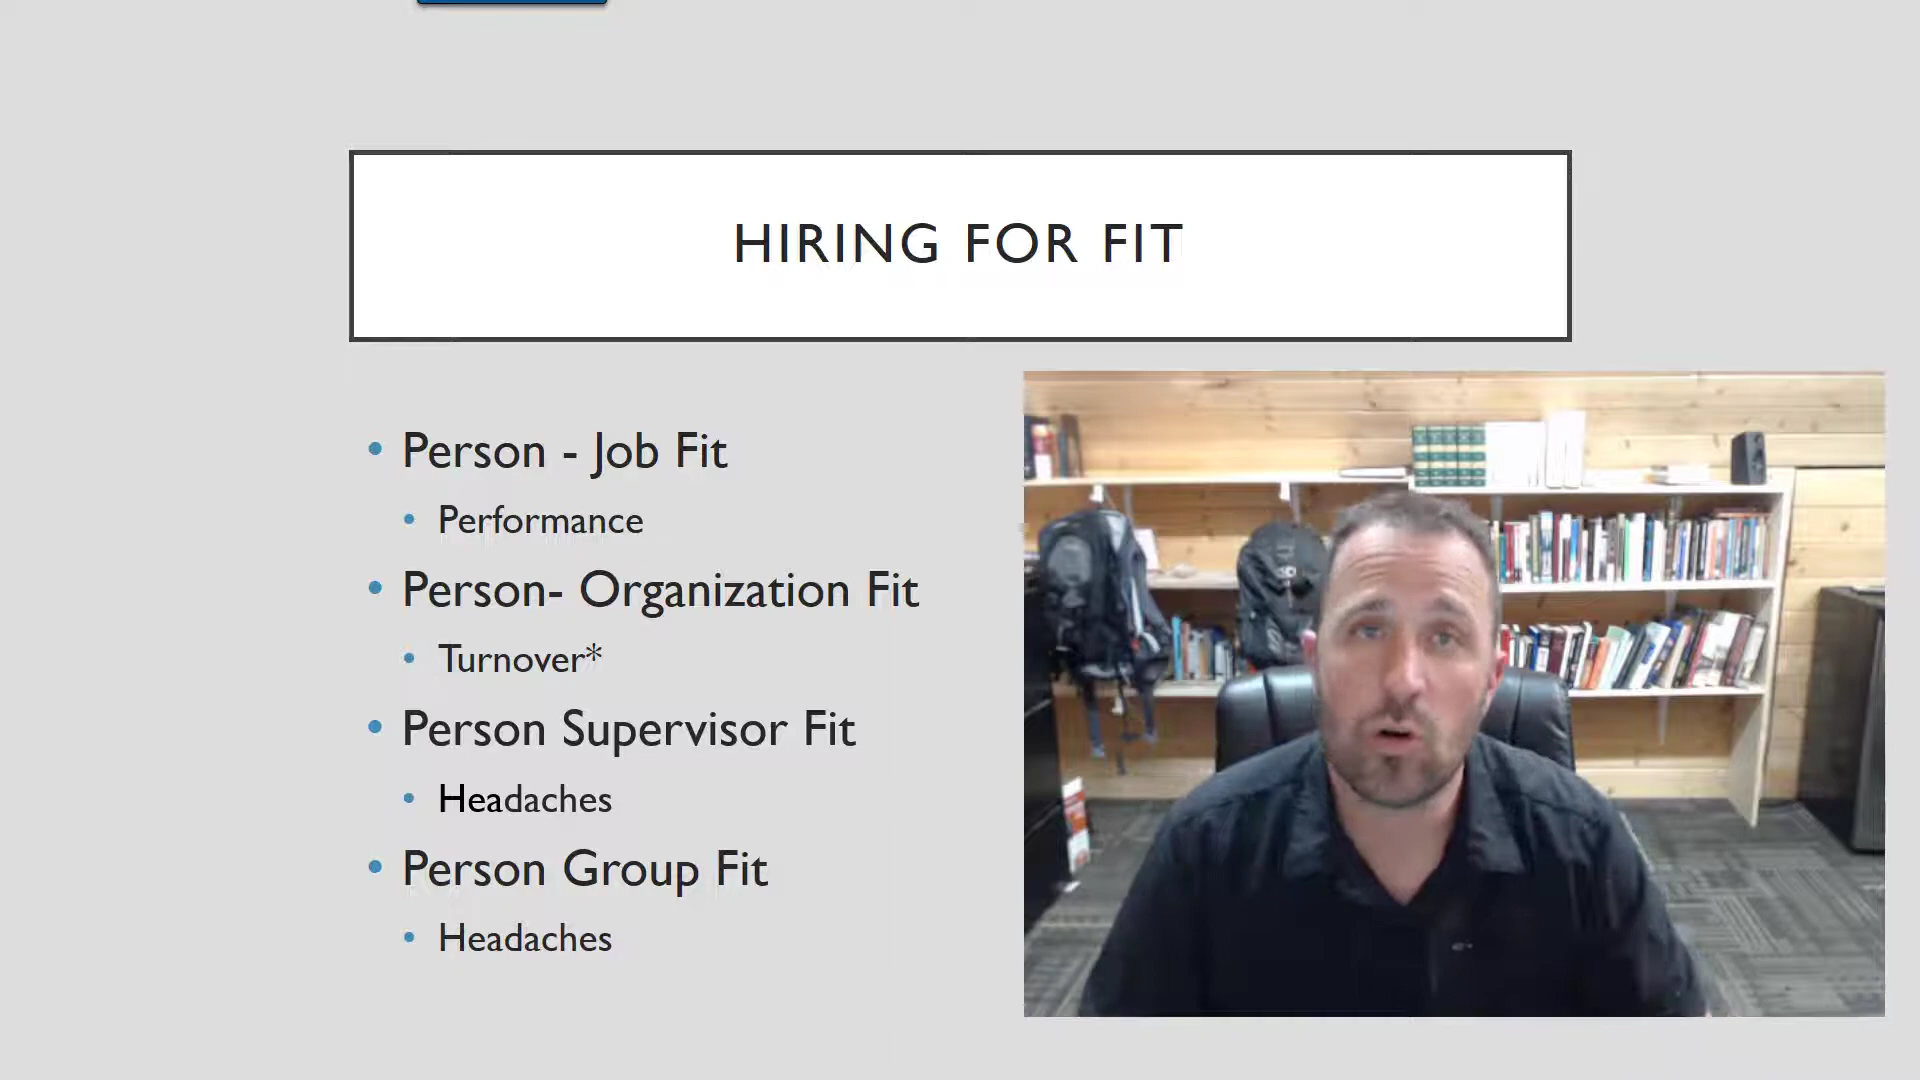 HIRING FOR FIT
• Person - Job Fit
• Performance
• Person- Organization Fit
• Turnover*
• Person Supervisor Fit
• Headaches
• Person Group Fit
• Headaches